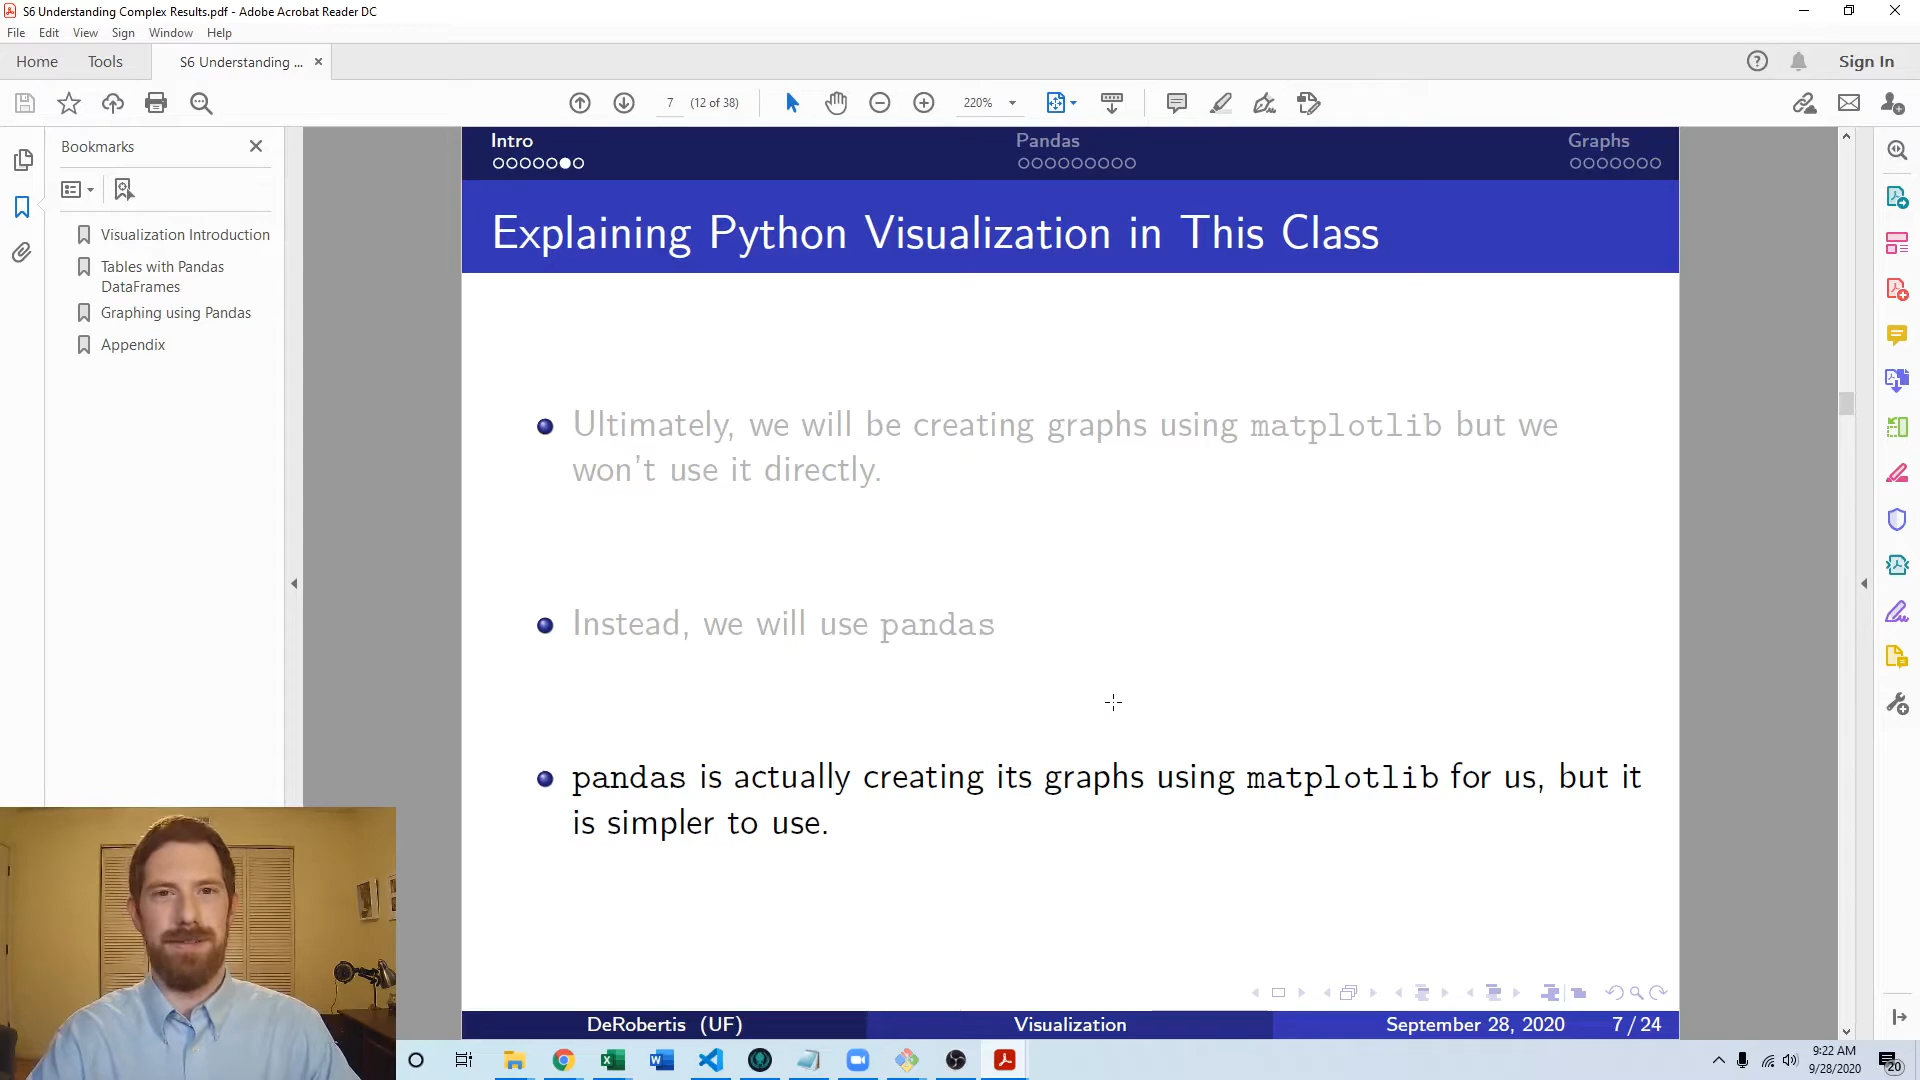 S6 Understanding Complex Results.pdf - Adobe Acrobat Reader DC
File Edit View Sign Window Help
Home Tools S6 Understanding ... Sign In
7 (12 of 38) 220%
Bookmarks
Visualization Introduction
Tables with Pandas
DataFrames
Graphing using Pandas
Appendix
Intro Pandas Graphs
Explaining Python Visualization in This Class
Ultimately, we will be creating graphs using matplotlib but we
won't use it directly.
Instead, we will use pandas
pandas is actually creating its graphs using matplotlib for us, but it
is simpler to use.
DeRobertis (UF) Visualization September 28, 2020 7 / 24
9:22 AM
9/28/2020
20